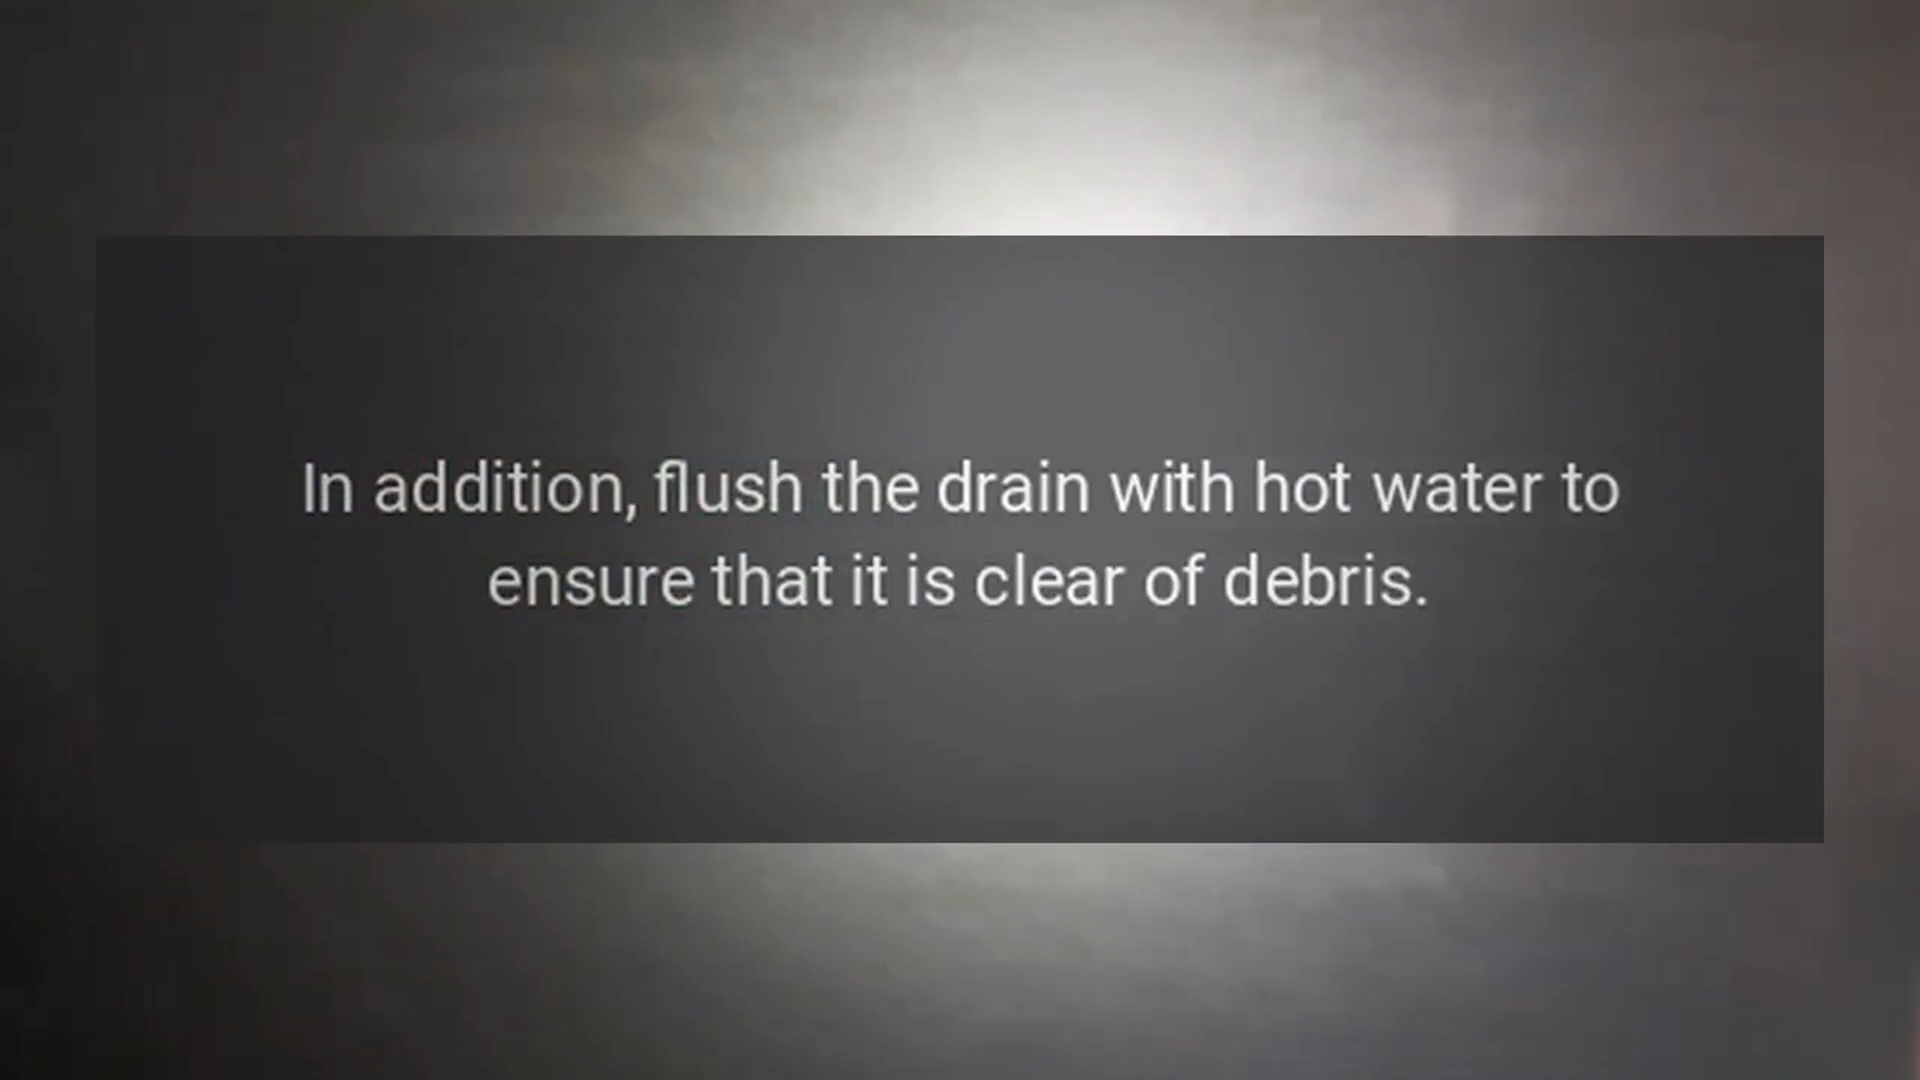 In addition, flush the drain with hot water to
ensure that it is clear of debris.